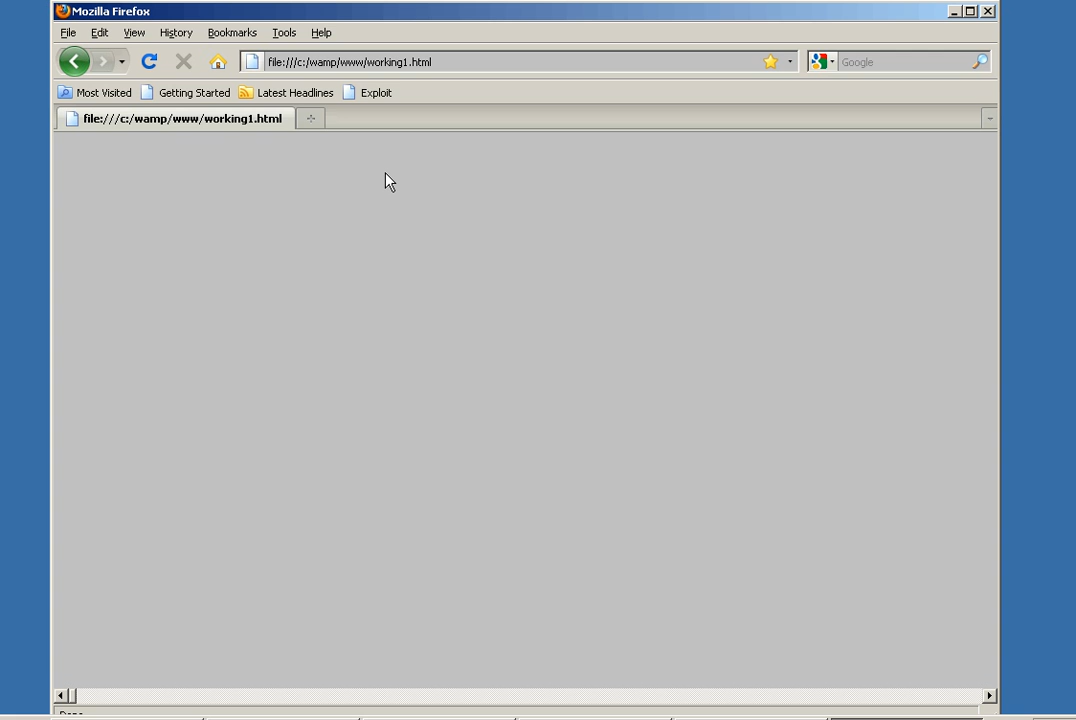 Mozilla Firefox
File Edit View History Bookmarks Tools Help
file:///c:/wamp/www/working1.html Google
Most Visited Getting Started Latest Headlines Exploit
file:///c:/wamp/www/working1.html
Done